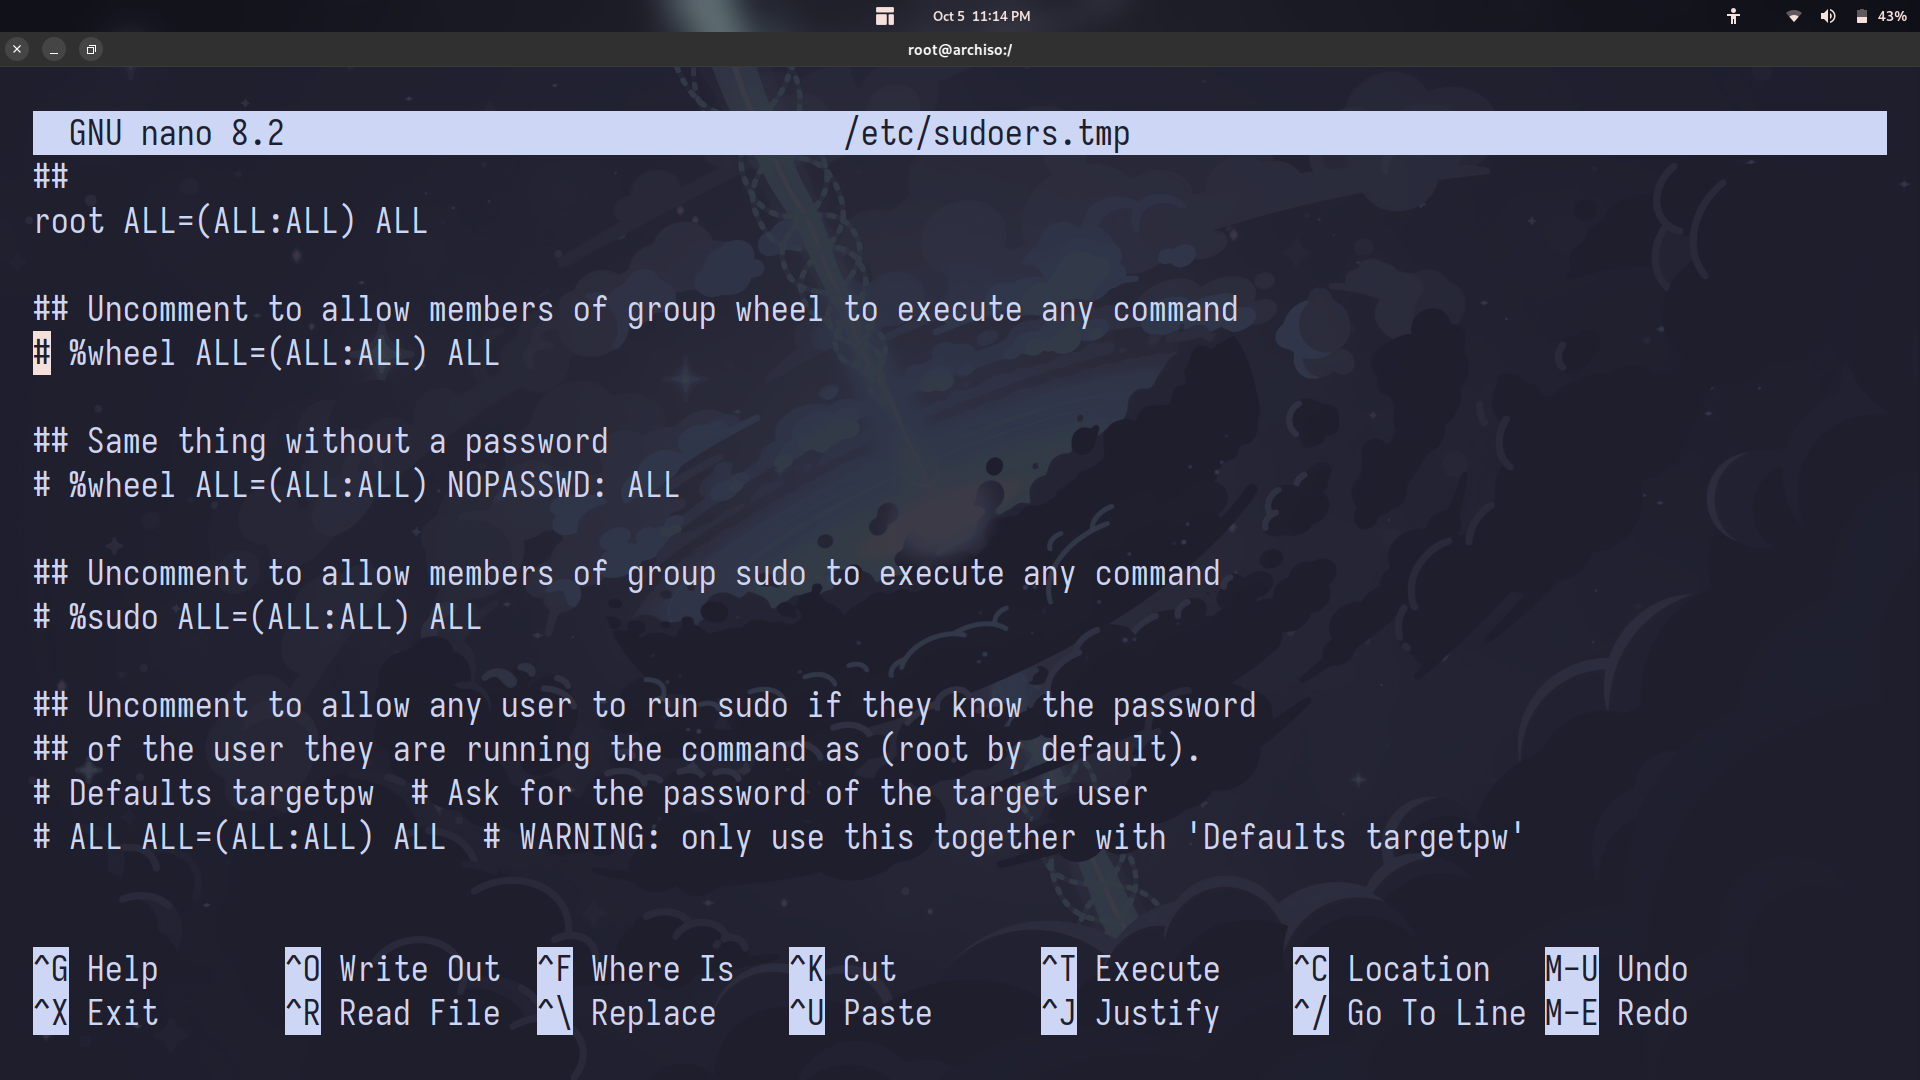 Oct 5 11:14 PM
43%
root@archiso:/
GNU nano 8.2 /etc/sudoers.tmp
##
root ALL=(ALL:ALL) ALL
## Uncomment to allow members of group wheel to execute any command
# %wheel ALL=(ALL:ALL) ALL
## Same thing without a password
# %wheel ALL=(ALL:ALL) NOPASSWD: ALL
## Uncomment to allow members of group sudo to execute any command
# %sudo ALL=(ALL:ALL) ALL
## Uncomment to allow any user to run sudo if they know the password
## of the user they are running the command as (root by default).
# Defaults targetpw  # Ask for the password of the target user
# ALL ALL=(ALL:ALL) ALL  # WARNING: only use this together with 'Defaults targetpw'
^G Help ^O Write Out ^F Where Is ^K Cut ^T Execute ^C Location M-U Undo
^X Exit ^R Read File ^\ Replace ^U Paste ^J Justify ^/ Go To Line M-E Redo